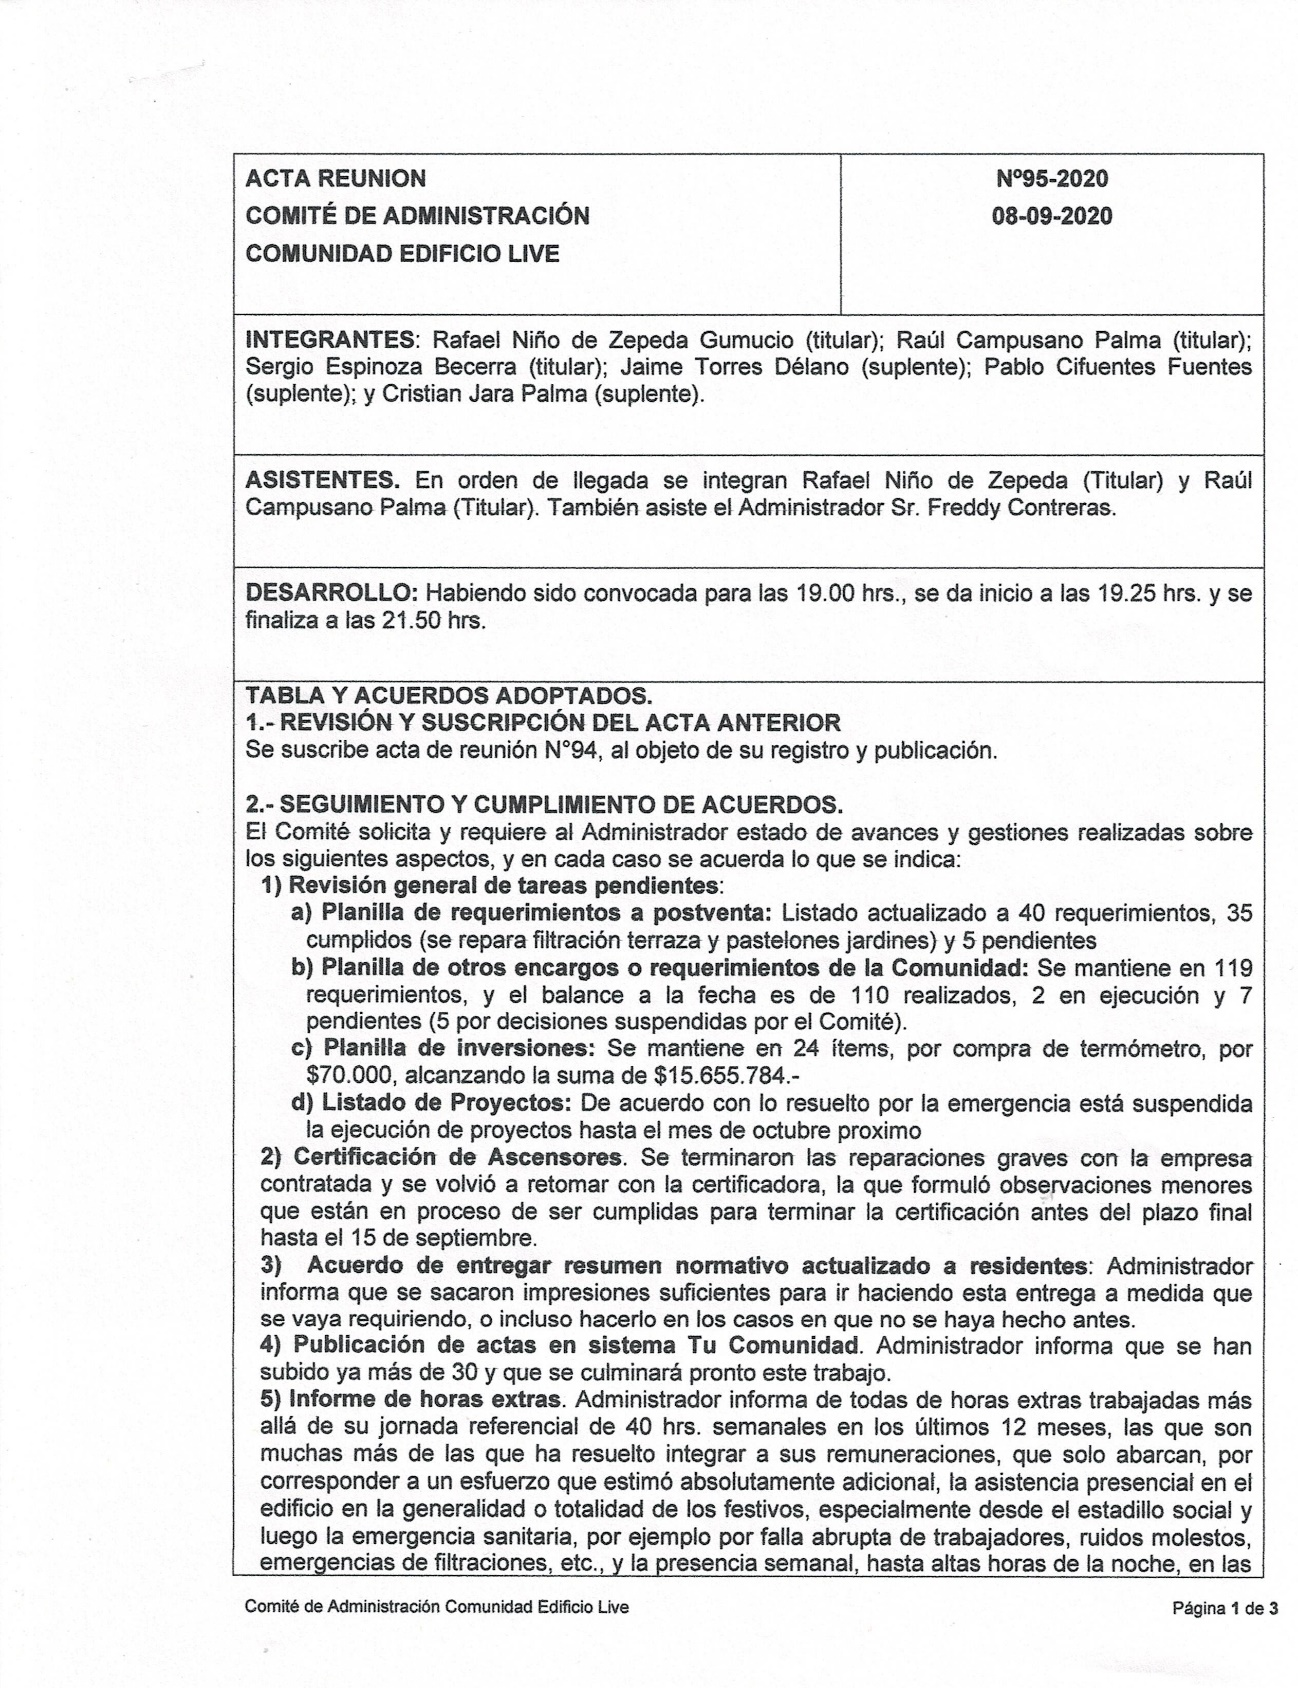 ACTA REUNION
COMITÉ DE ADMINISTRACIÓN
COMUNIDAD EDIFICIO LIVE
Nº95-2020
08-09-2020
INTEGRANTES: Rafael Niño de Zepeda Gumucio (titular); Raúl Campusano Palma (titular);
Sergio Espinoza Becerra (titular); Jaime Torres Délano (suplente); Pablo Cifuentes Fuentes
(suplente); y Cristian Jara Palma (suplente).
ASISTENTES. En orden de llegada se integran Rafael Niño de Zepeda (Titular) y Raúl
Campusano Palma (Titular). También asiste el Administrador Sr. Freddy Contreras.
DESARROLLO: Habiendo sido convocada para las 19.00 hrs., se da inicio a las 19.25 hrs. y se
finaliza a las 21.50 hrs.
TABLA Y ACUERDOS ADOPTADOS.
1.- REVISIÓN Y SUSCRIPCIÓN DEL ACTA ANTERIOR
Se suscribe acta de reunión N°94, al objeto de su registro y publicación.
2.- SEGUIMIENTO Y CUMPLIMIENTO DE ACUERDOS.
El Comité solicita y requiere al Administrador estado de avances y gestiones realizadas sobre
los siguientes aspectos, y en cada caso se acuerda lo que se indica:
1) Revisión general de tareas pendientes:
a) Planilla de requerimientos a postventa: Listado actualizado a 40 requerimientos, 35
cumplidos (se repara filtración terraza y pastelones jardines) y 5 pendientes
b) Planilla de otros encargos o requerimientos de la Comunidad: Se mantiene en 119
requerimientos, y el balance a la fecha es de 110 realizados, 2 en ejecución y 7
pendientes (5 por decisiones suspendidas por el Comité).
c) Planilla de inversiones: Se mantiene en 24 ítems, por compra de termómetro, por
$70.000, alcanzando la suma de $15.655.784.-
d) Listado de Proyectos: De acuerdo con lo resuelto por la emergencia está suspendida
la ejecución de proyectos hasta el mes de octubre proximo
2) Certificación de Ascensores. Se terminaron las reparaciones graves con la empresa
contratada y se volvió a retomar con la certificadora, la que formuló observaciones menores
que están en proceso de ser cumplidas para terminar la certificación antes del plazo final
hasta el 15 de septiembre.
3) Acuerdo de entregar resumen normativo actualizado a residentes: Administrador
informa que se sacaron impresiones suficientes para ir haciendo esta entrega a medida que
se vaya requiriendo, o incluso hacerlo en los casos en que no se haya hecho antes.
4) Publicación de actas en sistema Tu Comunidad. Administrador informa que se han
subido ya más de 30 y que se culminará pronto este trabajo.
5) Informe de horas extras. Administrador informa de todas de horas extras trabajadas más
allá de su jornada referencial de 40 hrs. semanales en los últimos 12 meses, las que son
muchas más de las que ha resuelto integrar a sus remuneraciones, que solo abarcan, por
corresponder a un esfuerzo que estimó absolutamente adicional, la asistencia presencial en el
edificio en la generalidad o totalidad de los festivos, especialmente desde el estadillo social y
luego la emergencia sanitaria, por ejemplo por falla abrupta de trabajadores, ruidos molestos,
emergencias de filtraciones, etc., y la presencia semanal, hasta altas horas de la noche, en las
Comité de Administración Comunidad Edificio Live
Página 1 de 3